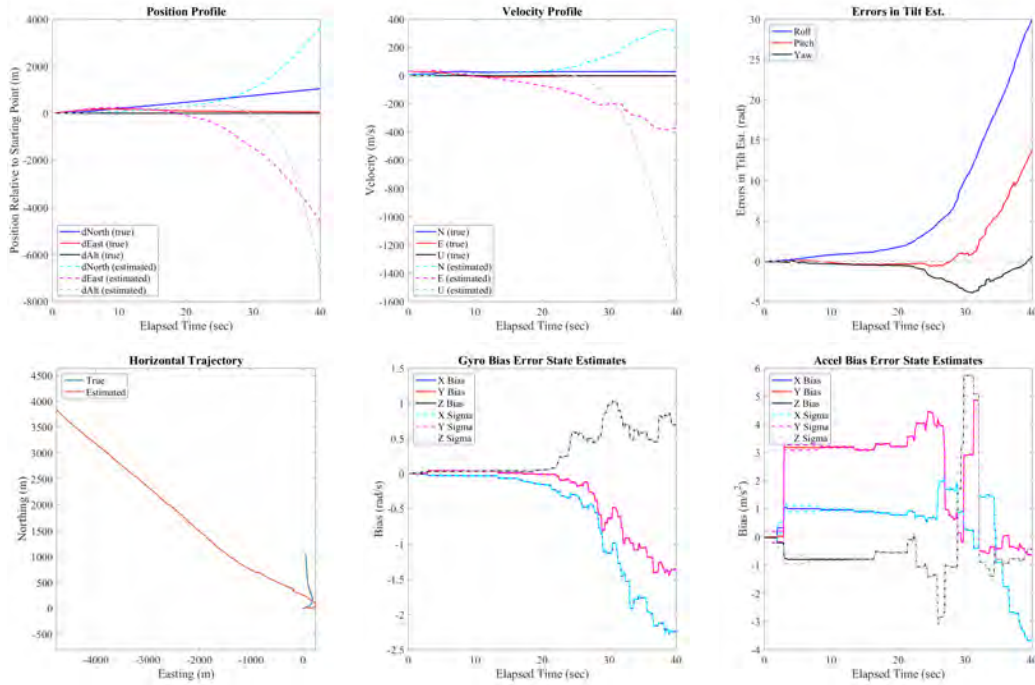 Position Profile
Position Relative to Starting Point (m)
4000
2000
0
-2000
-4000
-6000
-8000
dNorth (true)
dEast (true)
dAlt (true)
dNorth (estimated)
dEast (estimated)
dAlt (estimated)
0
10
20
30
40
Elapsed Time (sec)
Velocity Profile
Velocity (m/s)
400
200
0
-200
-400
-600
-800
-1000
-1200
-1400
-1600
N (true)
E (true)
U (true)
N (estimated)
E (estimated)
U (estimated)
0
10
20
30
40
Elapsed Time (sec)
Errors in Tilt Est.
Errors in Tilt Est. (rad)
30
25
20
15
10
5
0
-5
Roll
Pitch
Yaw
0
10
20
30
40
Elapsed Time (sec)
Horizontal Trajectory
Northing (m)
4500
4000
3500
3000
2500
2000
1500
1000
500
0
-500
True
Estimated
-4000
-3000
-2000
-1000
0
Easting (m)
Gyro Bias Error State Estimates
Bias (rad/s)
1.5
1
0.5
0
-0.5
-1
-1.5
-2
-2.5
X Bias
Y Bias
Z Bias
X Sigma
Y Sigma
Z Sigma
0
10
20
30
40
Elapsed Time (sec)
Accel Bias Error State Estimates
Bias (m/s²)
6
5
4
3
2
1
0
-1
-2
-3
-4
X Bias
Y Bias
Z Bias
X Sigma
Y Sigma
Z Sigma
0
10
20
30
40
Elapsed Time (sec)